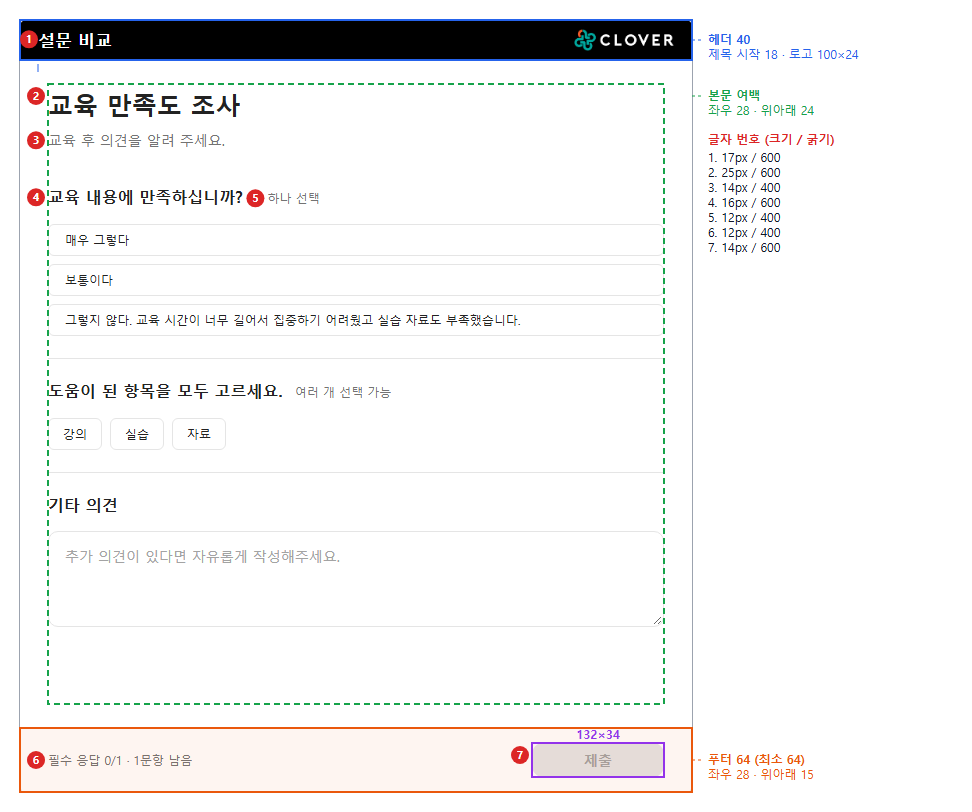 1 설문 비교
CLOVER
헤더 40
제목 시작 18 · 로고 100×24
2 교육 만족도 조사
본문 여백
좌우 28 · 위아래 24
3 교육 후 의견을 알려 주세요.
글자 번호 (크기 / 굵기)
1. 17px / 600
2. 25px / 600
3. 14px / 400
4. 16px / 600
5. 12px / 400
6. 12px / 400
7. 14px / 600
4 교육 내용에 만족하십니까? 5 하나 선택
매우 그렇다
보통이다
그렇지 않다. 교육 시간이 너무 길어서 집중하기 어려웠고 실습 자료도 부족했습니다.
도움이 된 항목을 모두 고르세요. 여러 개 선택 가능
강의 실습 자료
기타 의견
추가 의견이 있다면 자유롭게 작성해주세요.
132×34
6 필수 응답 0/1 · 1문항 남음
7 제출
푸터 64 (최소 64)
좌우 28 · 위아래 15